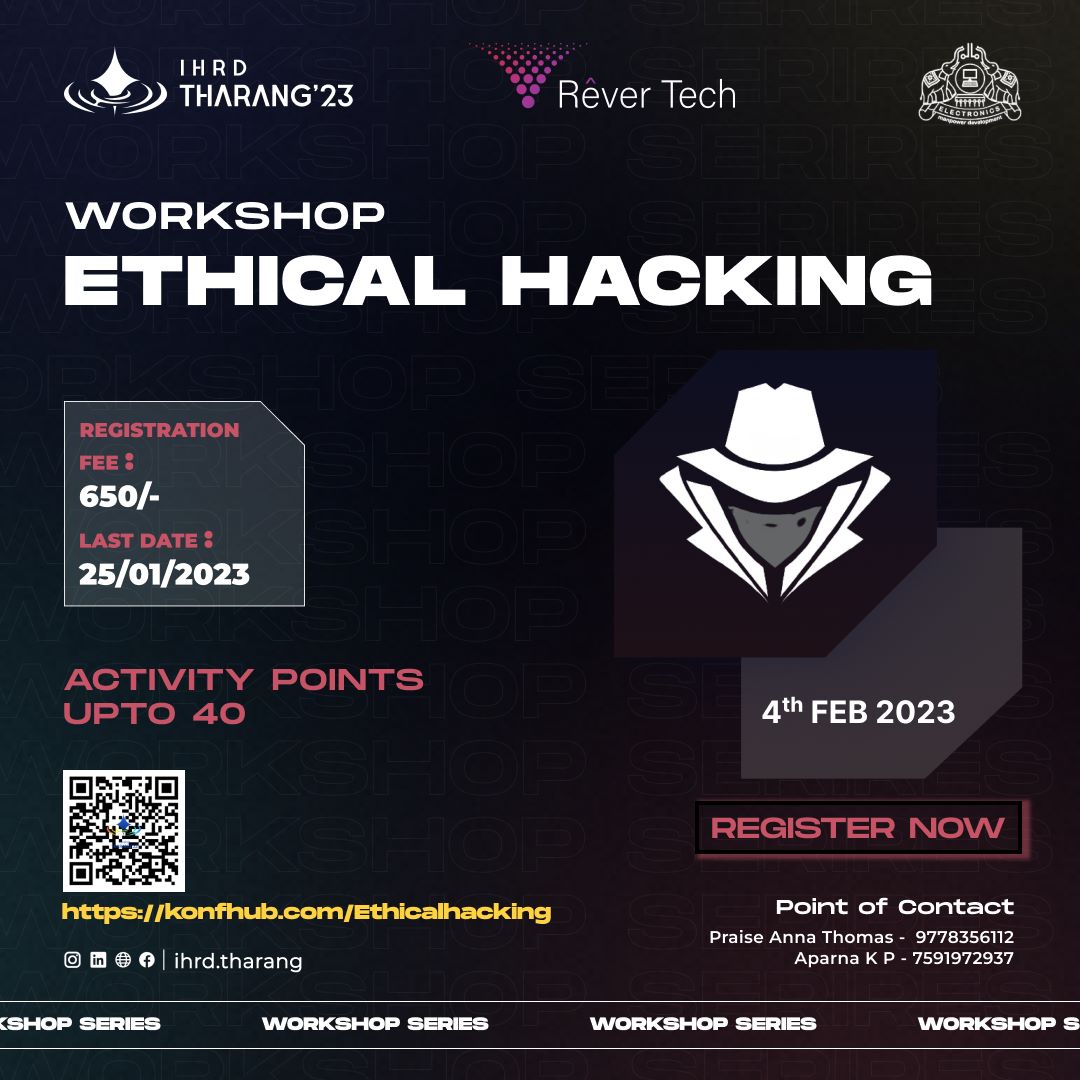 IHRD
THARANG'23
Rêver Tech
ELECTRONICS
manpower development
WORKSHOP
ETHICAL HACKING
REGISTRATION
FEE :
650/-
LAST DATE :
25/01/2023
ACTIVITY POINTS
UPTO 40
4th FEB 2023
REGISTER NOW
https://konfhub.com/Ethicalhacking
Point of Contact
Praise Anna Thomas - 9778356112
Aparna K P - 7591972937
ihrd.tharang
KSHOP SERIES WORKSHOP SERIES WORKSHOP SERIES WORKSHOP S